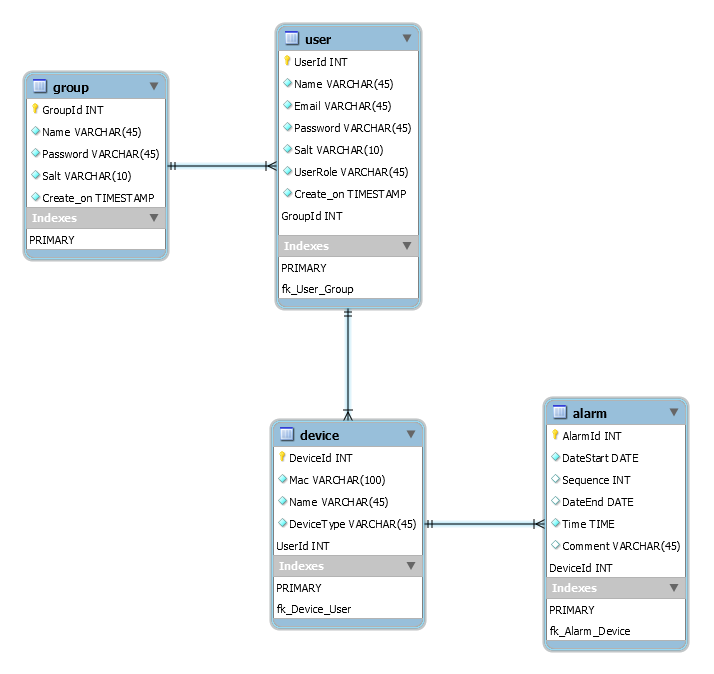 group
GroupId INT
Name VARCHAR(45)
Password VARCHAR(45)
Salt VARCHAR(10)
Create_on TIMESTAMP
Indexes
PRIMARY
user
UserId INT
Name VARCHAR(45)
Email VARCHAR(45)
Password VARCHAR(45)
Salt VARCHAR(10)
UserRole VARCHAR(45)
Create_on TIMESTAMP
GroupId INT
Indexes
PRIMARY
fk_User_Group
device
DeviceId INT
Mac VARCHAR(100)
Name VARCHAR(45)
DeviceType VARCHAR(45)
UserId INT
Indexes
PRIMARY
fk_Device_User
alarm
AlarmId INT
DateStart DATE
Sequence INT
DateEnd DATE
Time TIME
Comment VARCHAR(45)
DeviceId INT
Indexes
PRIMARY
fk_Alarm_Device